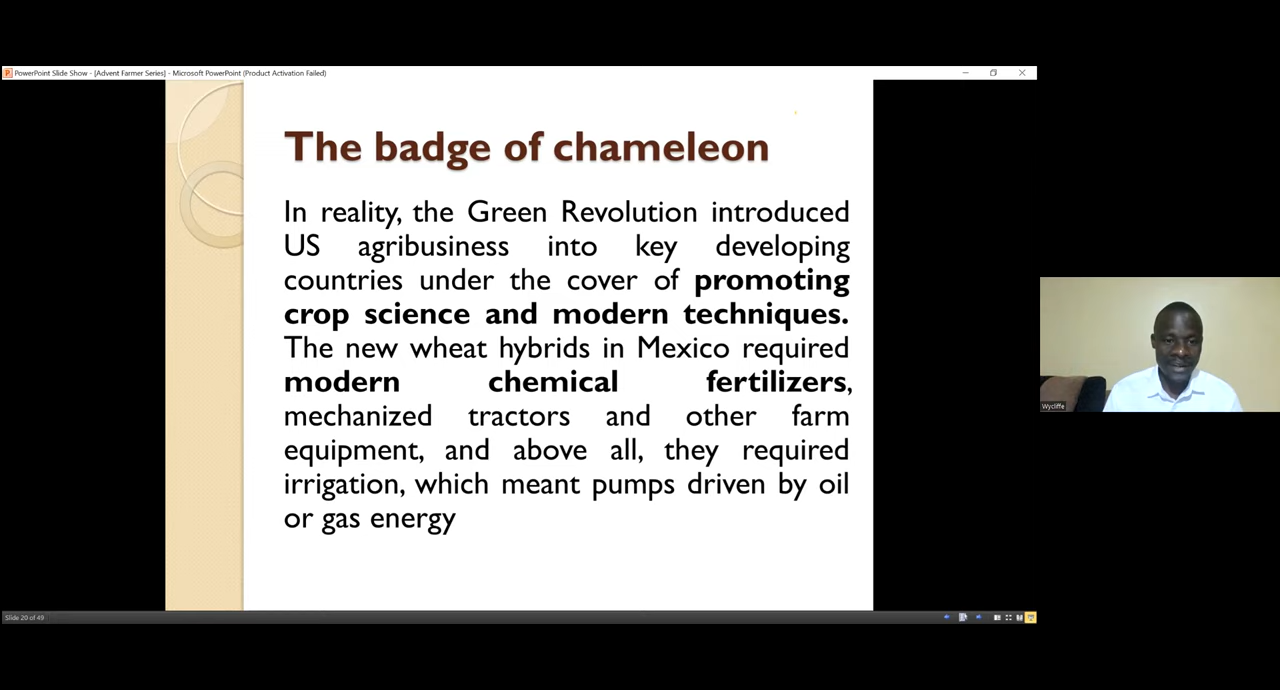 PowerPoint Slide Show - [Advent Farmer Series] - Microsoft PowerPoint (Product Activation Failed)
The badge of chameleon
In reality, the Green Revolution introduced
US agribusiness into key developing
countries under the cover of promoting
crop science and modern techniques.
The new wheat hybrids in Mexico required
modern chemical fertilizers,
mechanized tractors and other farm
equipment, and above all, they required
irrigation, which meant pumps driven by oil
or gas energy
Wycliffe
Slide 20 of 49